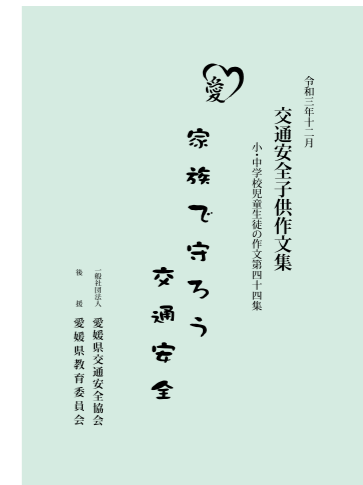 令和三年十二月
交通安全子供作文集
小・中学校児童生徒の作文第四十四集
愛
家族で守ろう
交通安全
一般社団法人 愛媛県交通安全協会
後援 愛媛県教育委員会